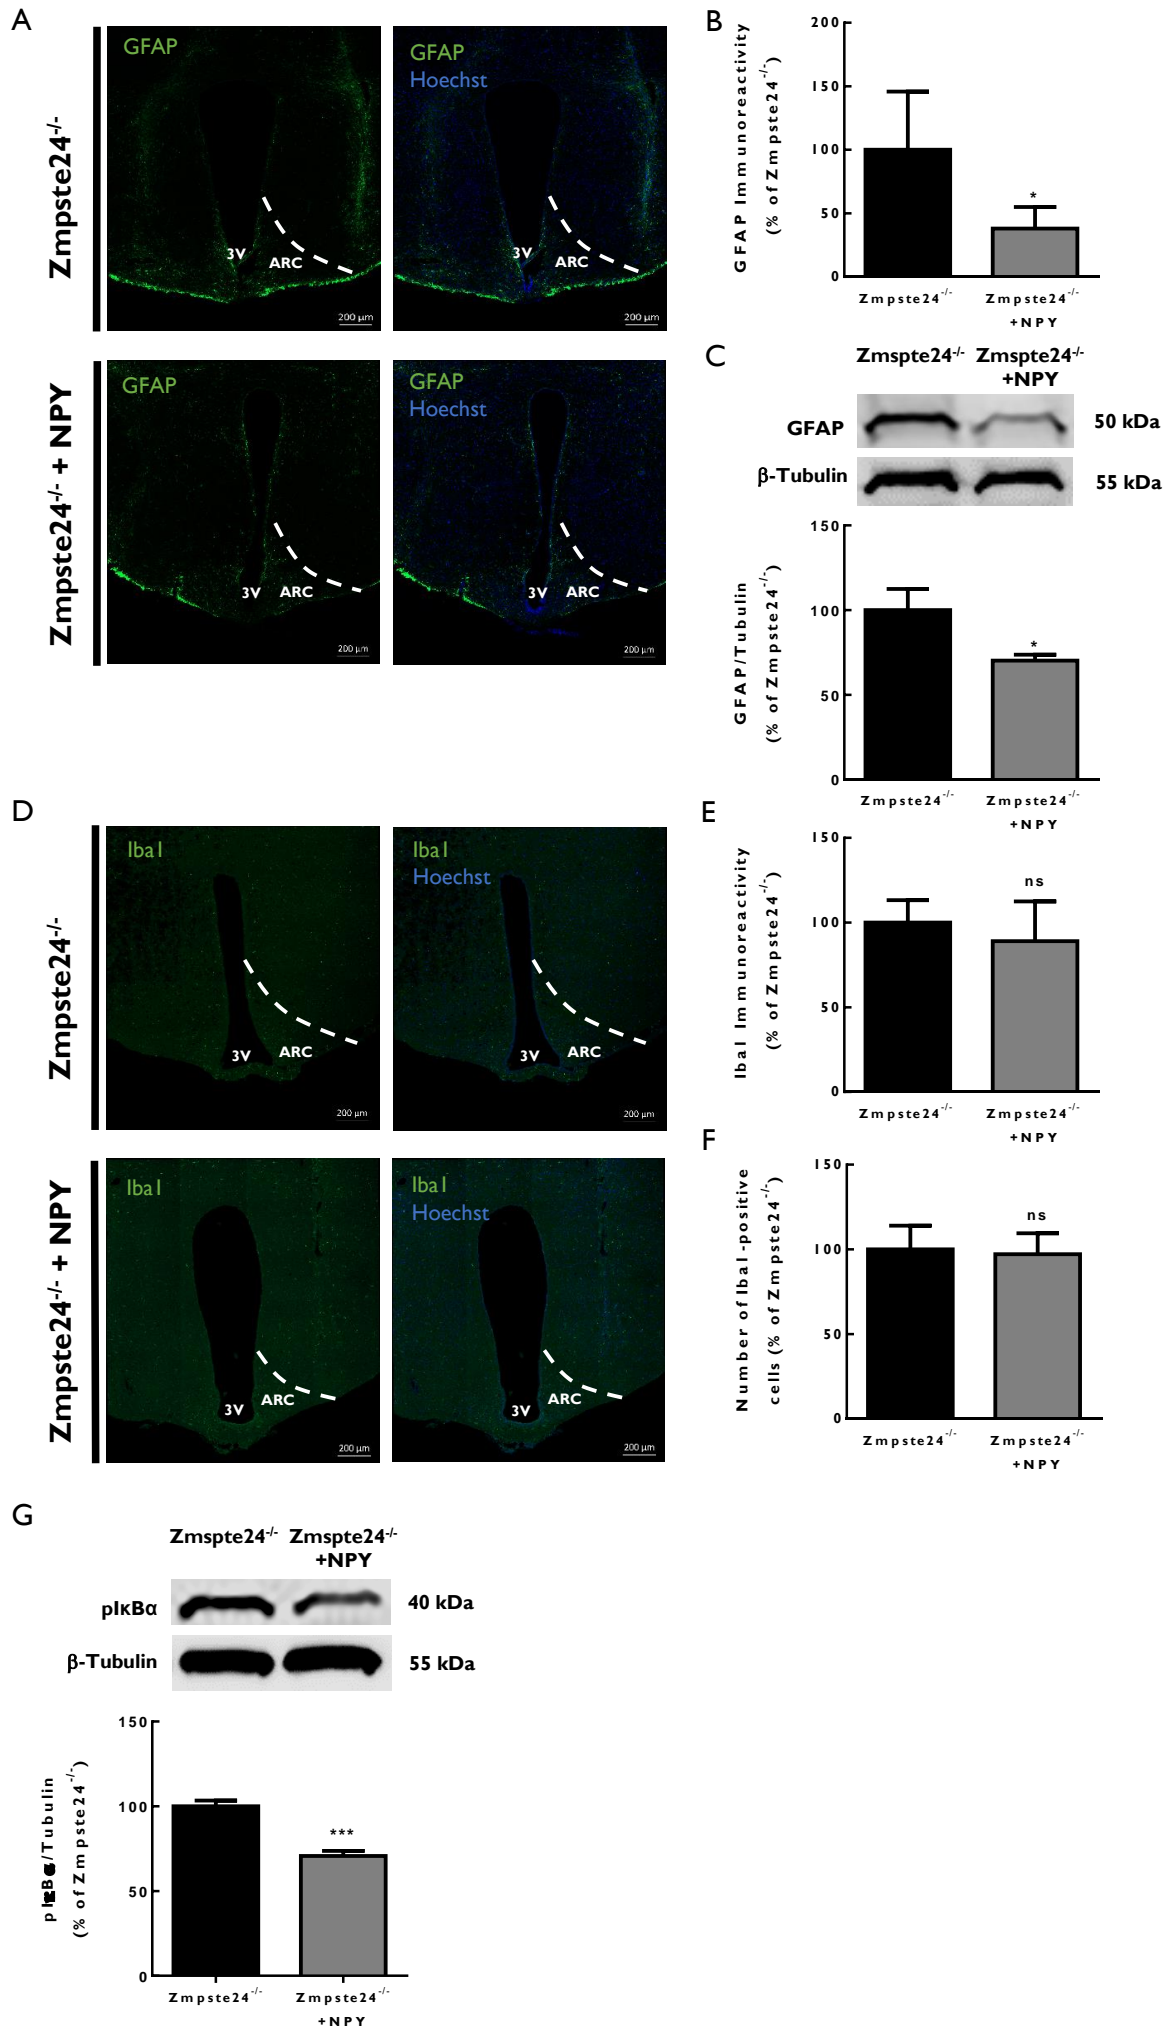 A
Zmpste24-/-
GFAP
GFAP
Hoechst
3V
ARC
200 µm
3V
ARC
200 µm
Zmpste24-/- + NPY
GFAP
GFAP
Hoechst
3V
ARC
200 µm
3V
ARC
200 µm
B
GFAP Immunoreactivity
(% of Zmpste24-/-)
200
150
100
50
0
*
Zmpste24-/-
Zmpste24-/-
+NPY
C
Zmspte24-/-
Zmspte24-/-
+NPY
GFAP
50 kDa
β-Tubulin
55 kDa
GFAP/Tubulin
(% of Zmpste24-/-)
150
100
50
0
*
Zmpste24-/-
Zmpste24-/-
+NPY
D
Zmpste24-/-
Iba1
Iba1
Hoechst
3V
ARC
200 µm
3V
ARC
200 µm
Zmpste24-/- + NPY
Iba1
Iba1
Hoechst
3V
ARC
200 µm
3V
ARC
200 µm
E
Iba1 Immunoreactivity
(% of Zmpste24-/-)
150
100
50
0
ns
Zmpste24-/-
Zmpste24-/-
+NPY
F
Number of Iba1-positive
cells (% of Zmpste24-/-)
150
100
50
0
ns
Zmpste24-/-
Zmpste24-/-
+NPY
G
Zmspte24-/-
Zmspte24-/-
+NPY
pIκBα
40 kDa
β-Tubulin
55 kDa
pIκBα/Tubulin
(% of Zmpste24-/-)
150
100
50
0
***
Zmpste24-/-
Zmpste24-/-
+NPY